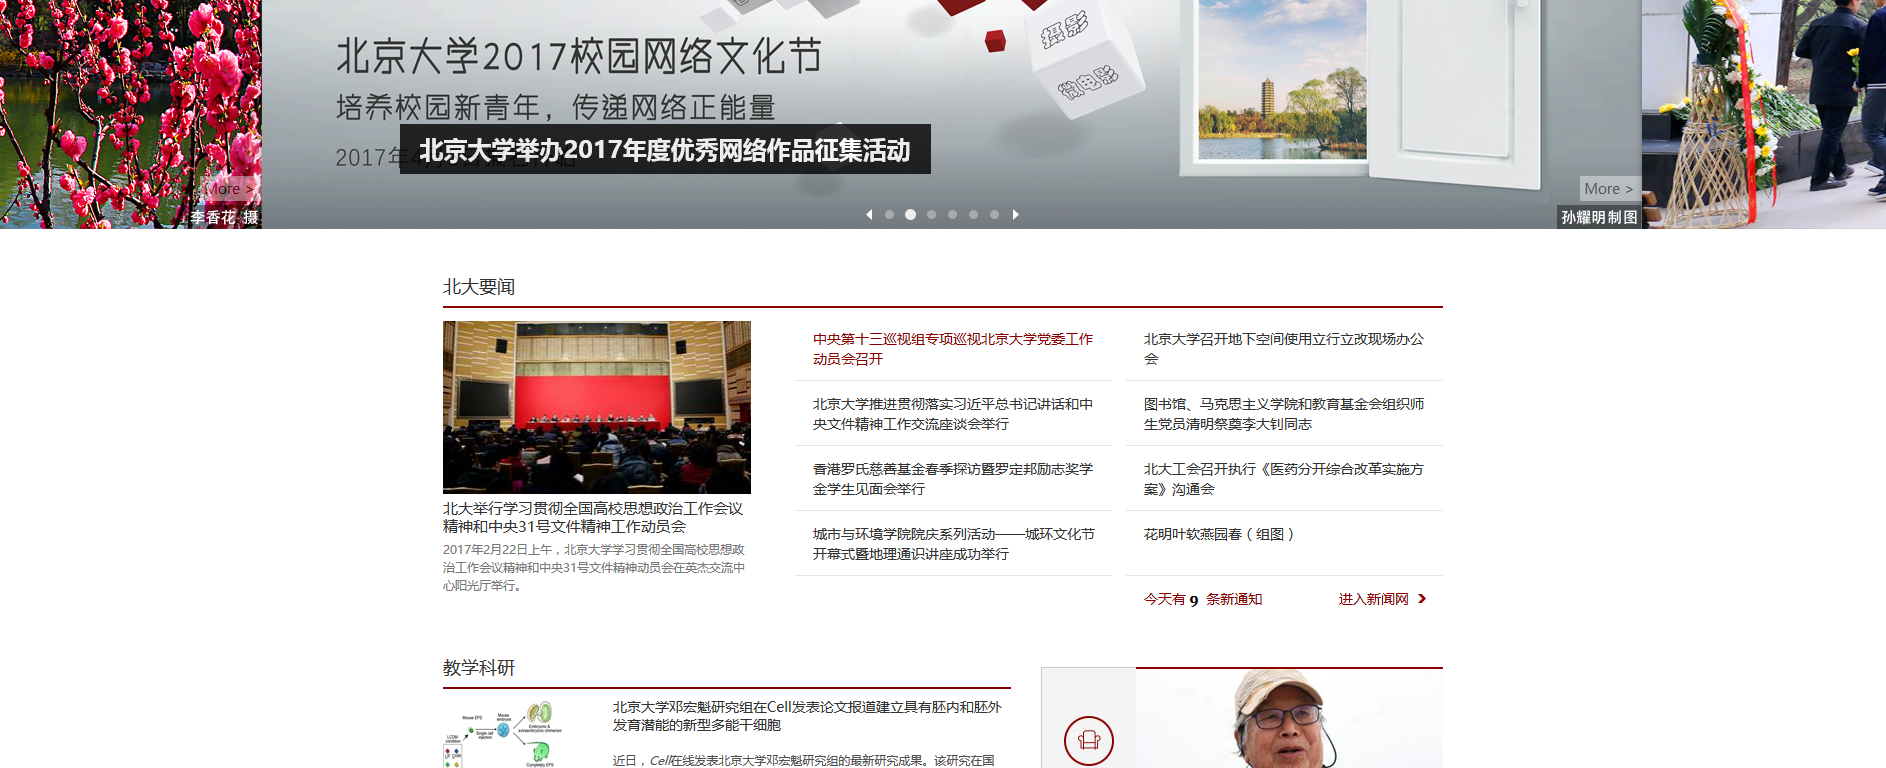 摄影
微电影
北京大学2017校园网络文化节
培养校园新青年，传递网络正能量
2017年4
北京大学举办2017年度优秀网络作品征集活动
More >
李香花 摄
More >
孙耀明制图
北大要闻
北大举行学习贯彻全国高校思想政治工作会议
精神和中央31号文件精神工作动员会
2017年2月22日上午，北京大学学习贯彻全国高校思想政
治工作会议精神和中央31号文件精神动员会在英杰交流中
心阳光厅举行。
中央第十三巡视组专项巡视北京大学党委工作
动员会召开
北京大学推进贯彻落实习近平总书记讲话和中
央文件精神工作交流座谈会举行
香港罗氏慈善基金春季探访暨罗定邦励志奖学
金学生见面会举行
城市与环境学院院庆系列活动——城环文化节
开幕式暨地理通识讲座成功举行
北京大学召开地下空间使用立行立改现场办公
会
图书馆、马克思主义学院和教育基金会组织师
生党员清明祭奠李大钊同志
北大工会召开执行《医药分开综合改革实施方
案》沟通会
花明叶软燕园春（组图）
今天有 9 条新通知
进入新闻网
教学科研
Mouse EPS
Mouse
embryos
Single cell
injection
LCDM
condition
Embryonic &
extraembryonic chimerism
Completely EPS
北京大学邓宏魁研究组在Cell发表论文报道建立具有胚内和胚外
发育潜能的新型多能干细胞
近日，Cell在线发表北京大学邓宏魁研究组的最新研究成果。该研究在国